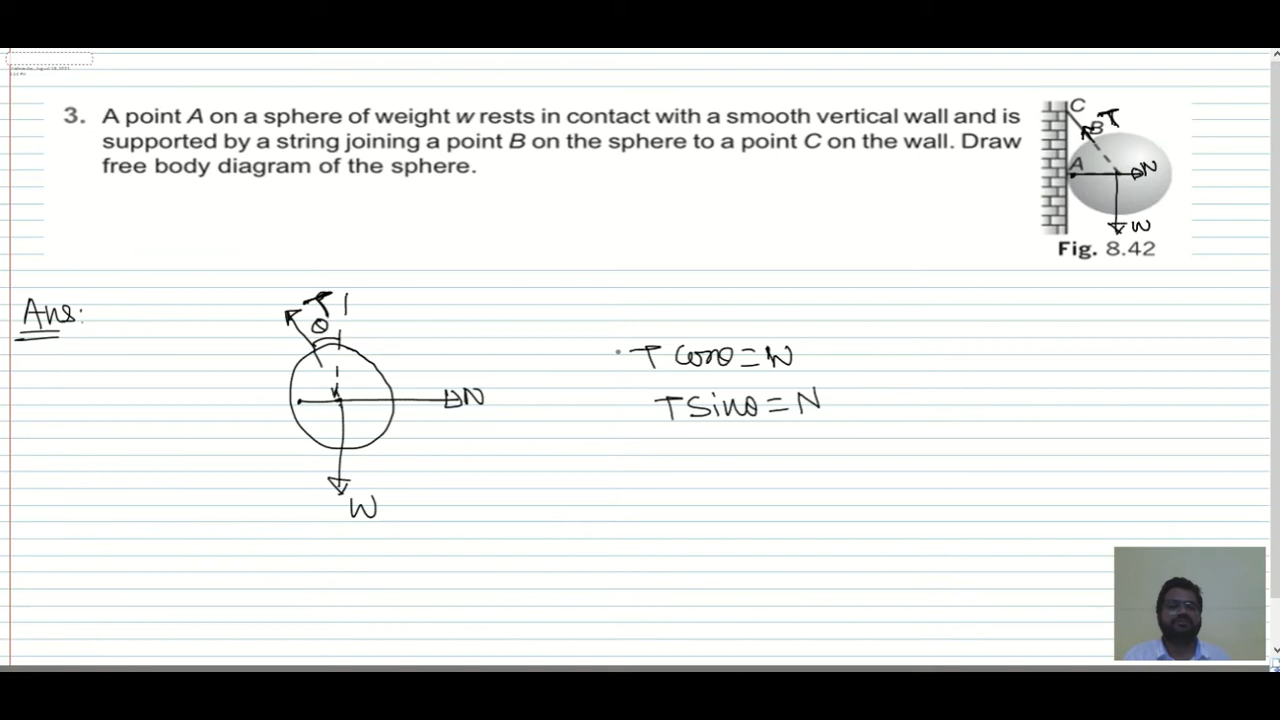 3. A point A on a sphere of weight w rests in contact with a smooth vertical wall and is
supported by a string joining a point B on the sphere to a point C on the wall. Draw
free body diagram of the sphere.
C
T
B
A
N
W
Fig. 8.42
Ans:
T
θ
N
W
T cosθ = W
T sinθ = N